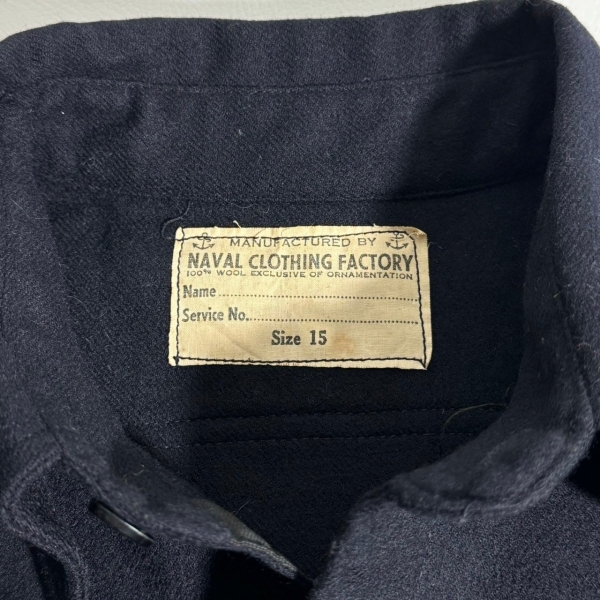 MANUFACTURED BY
NAVAL CLOTHING FACTORY
100% WOOL EXCLUSIVE OF ORNAMENTATION
Name
Service No.
Size 15